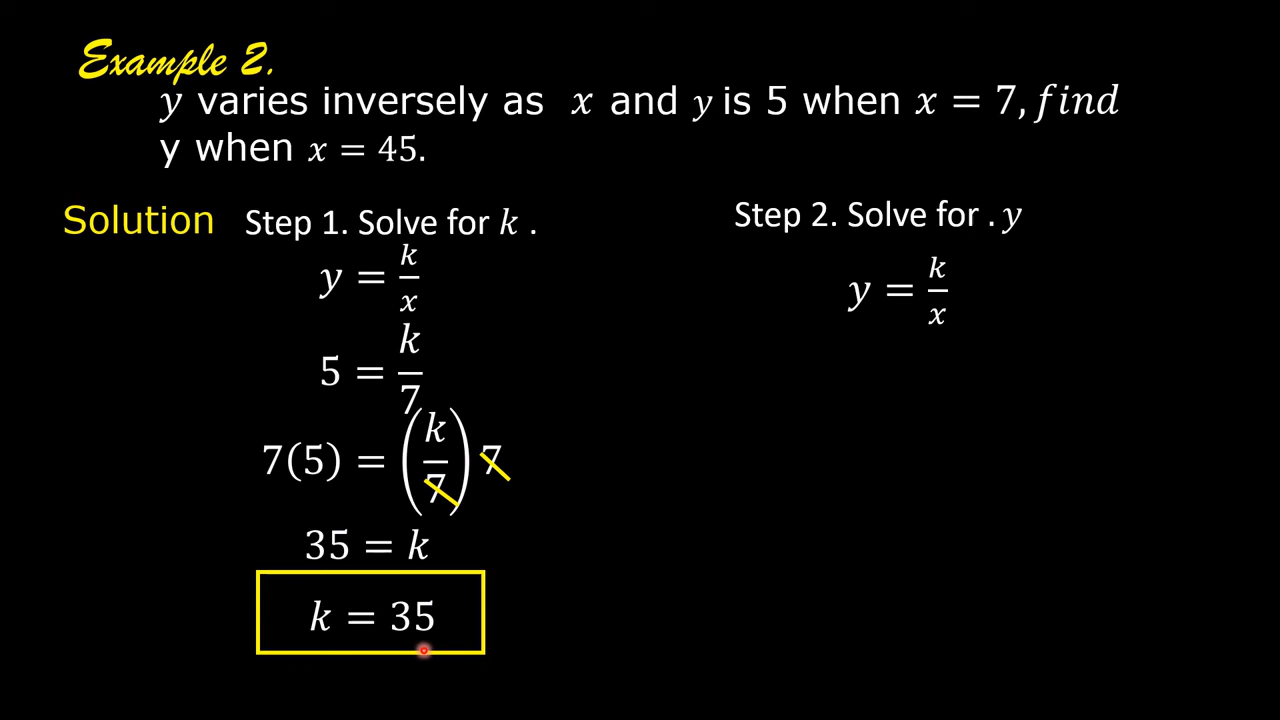 Example 2.
y varies inversely as x and y is 5 when x = 7, find
y when x = 45.
Solution
Step 1. Solve for k .
y = k/x
5 = k/7
7(5) = (k/7) 7
35 = k
k = 35
Step 2. Solve for . y
y = k/x